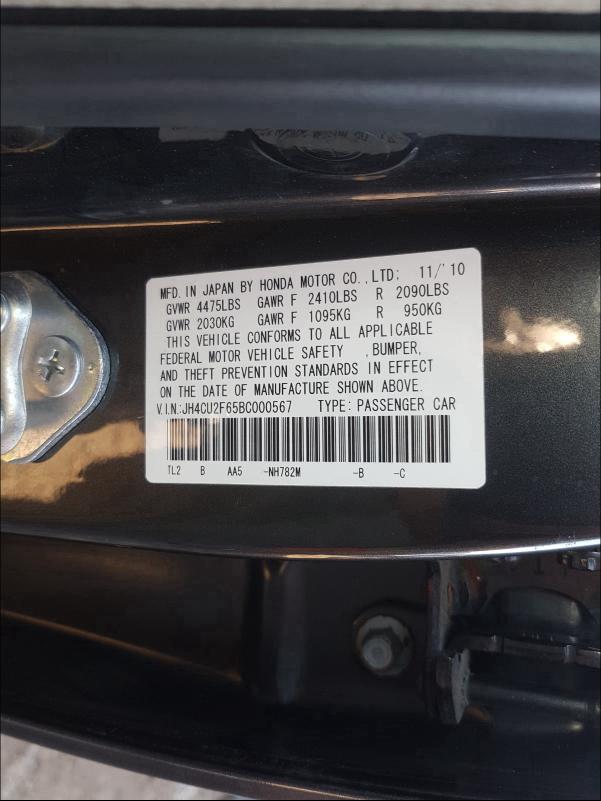 MFD. IN JAPAN BY HONDA MOTOR CO., LTD: 11/'10
GVWR 4475LBS GAWR F 2410LBS R 2090LBS
GVWR 2030KG GAWR F 1095KG R 950KG
THIS VEHICLE CONFORMS TO ALL APPLICABLE
FEDERAL MOTOR VEHICLE SAFETY , BUMPER,
AND THEFT PREVENTION STANDARDS IN EFFECT
ON THE DATE OF MANUFACTURE SHOWN ABOVE.
V.I.N:JH4CU2F65BC000567 TYPE: PASSENGER CAR
TL2 B AA5 -NH782M -B -C